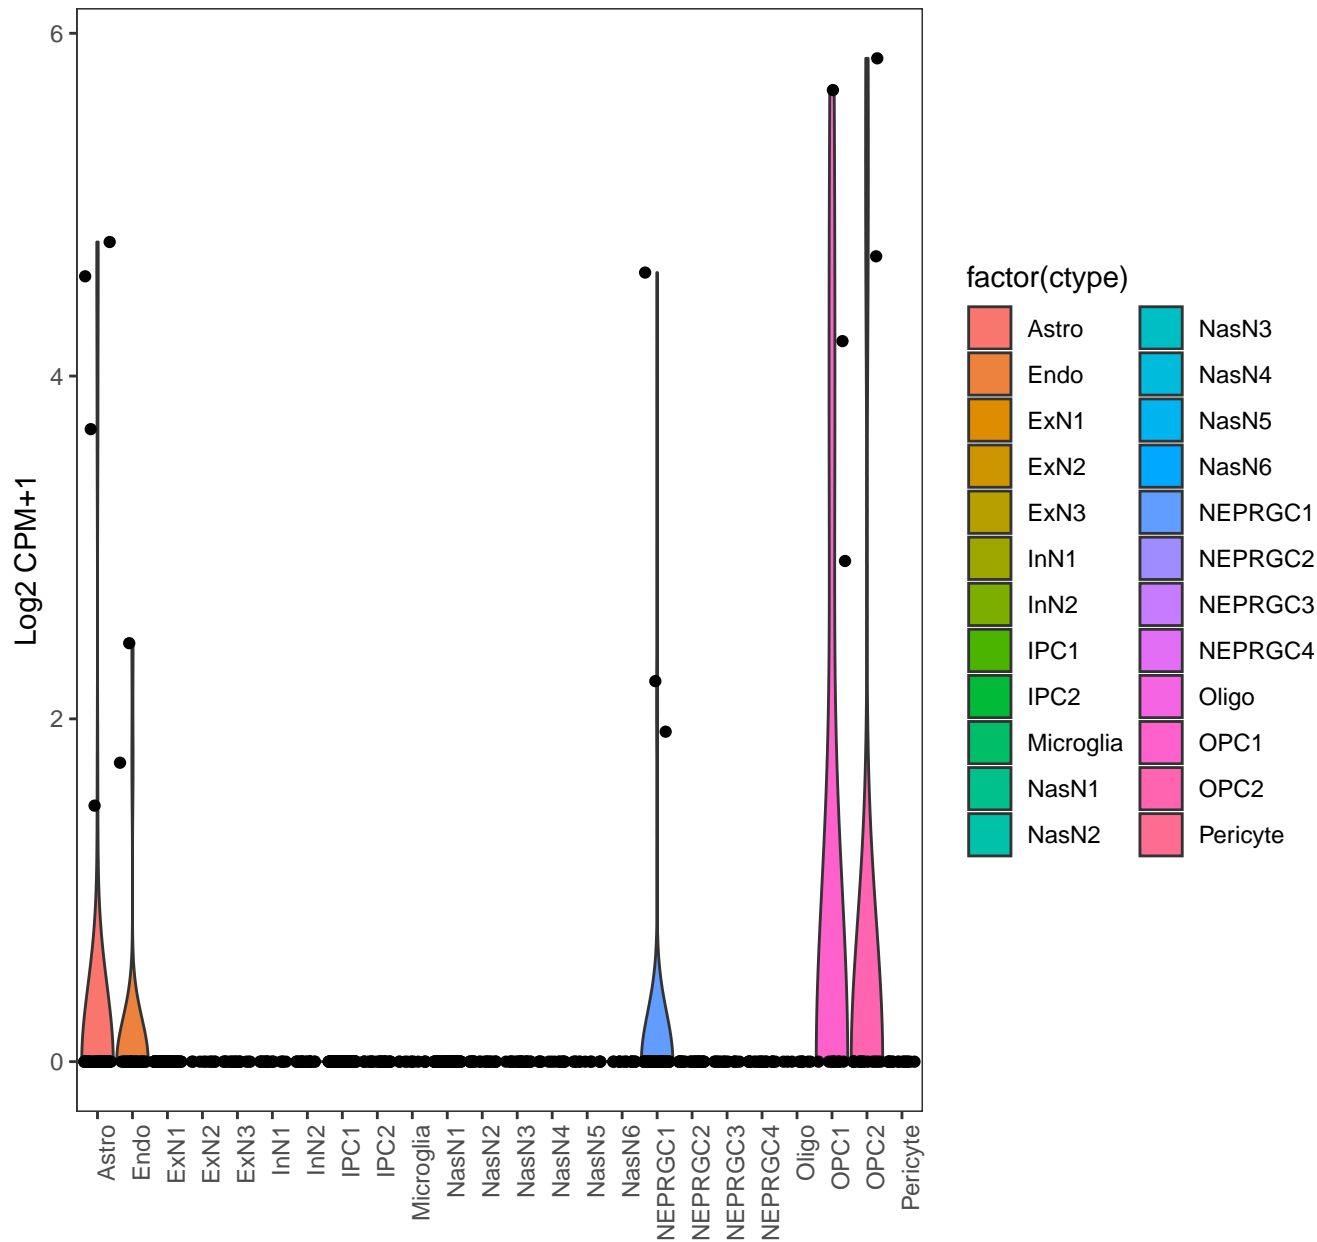 6
4
2
0
Log2 CPM+1
Astro
Endo
ExN1
ExN2
ExN3
InN1
InN2
IPC1
IPC2
Microglia
NasN1
NasN2
NasN3
NasN4
NasN5
NasN6
NEPRGC1
NEPRGC2
NEPRGC3
NEPRGC4
Oligo
OPC1
OPC2
Pericyte
factor(ctype)
Astro
Endo
ExN1
ExN2
ExN3
InN1
InN2
IPC1
IPC2
Microglia
NasN1
NasN2
NasN3
NasN4
NasN5
NasN6
NEPRGC1
NEPRGC2
NEPRGC3
NEPRGC4
Oligo
OPC1
OPC2
Pericyte